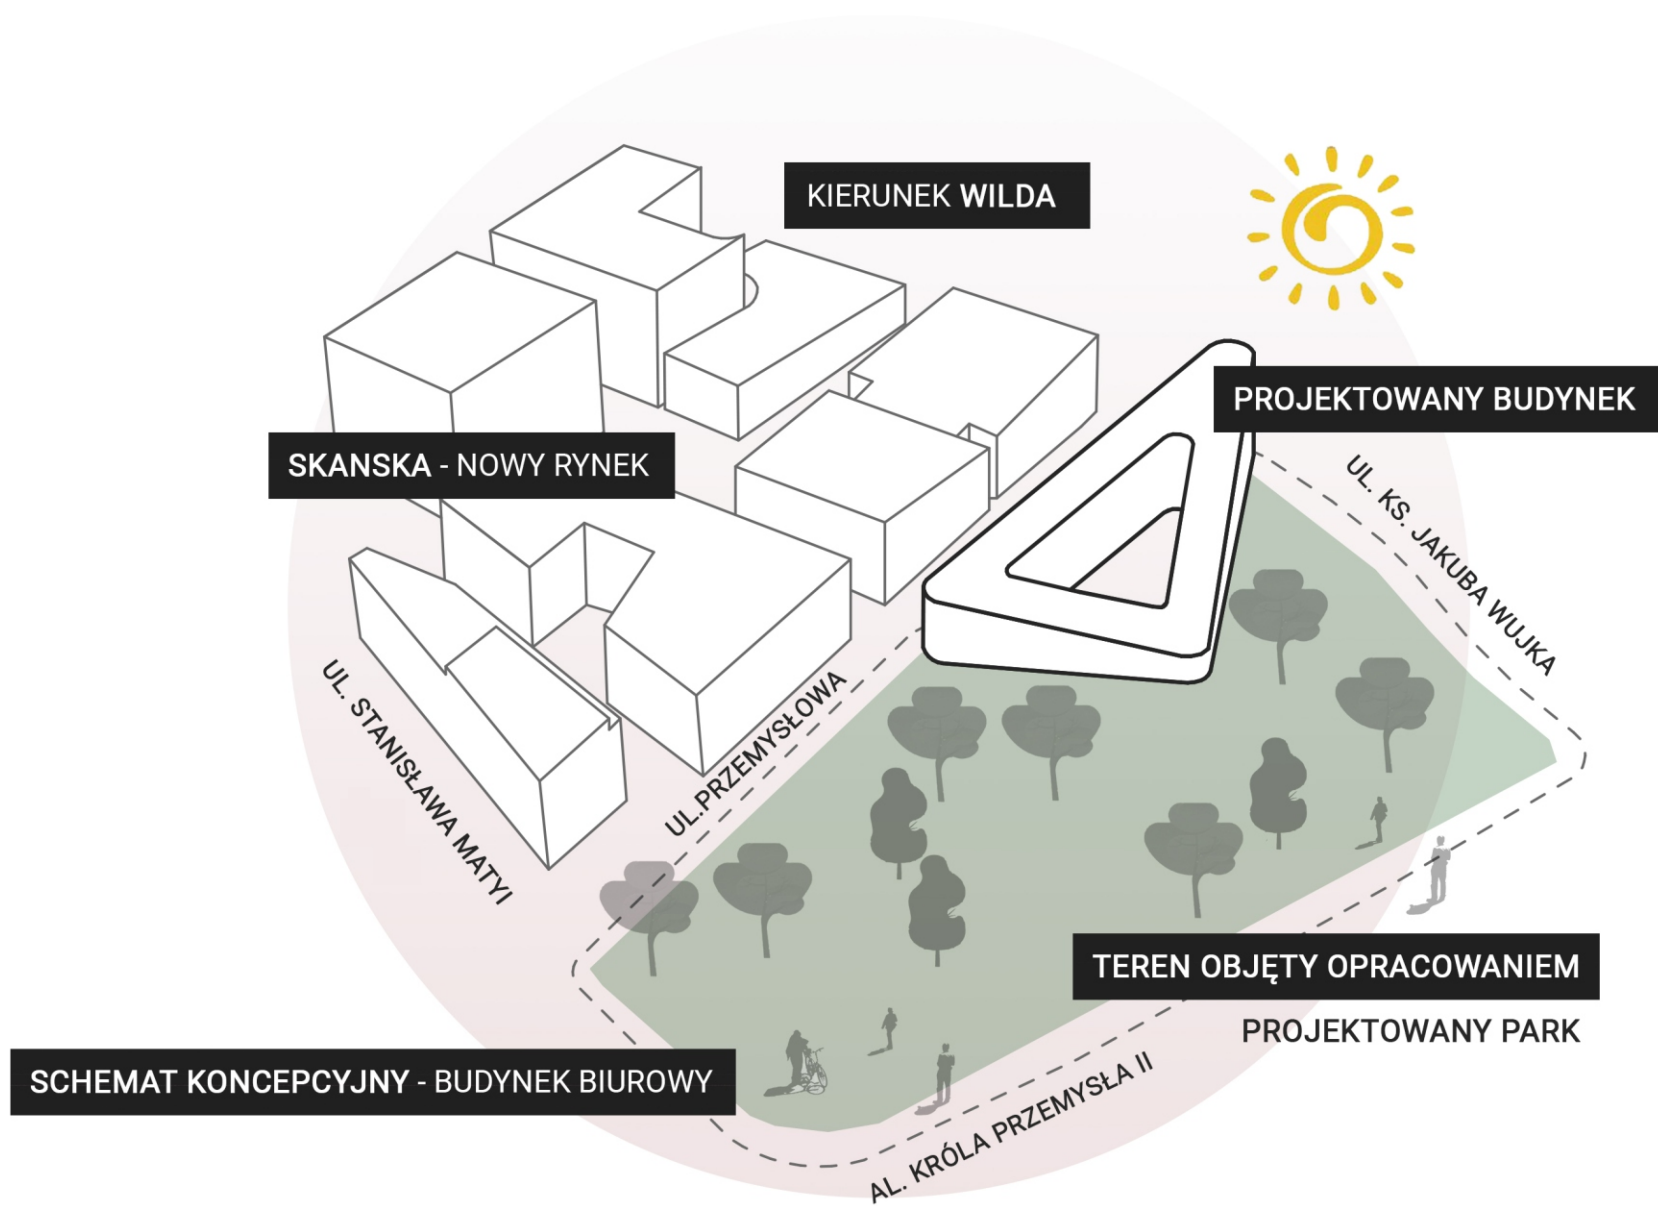 KIERUNEK WILDA
PROJEKTOWANY BUDYNEK
SKANSKA - NOWY RYNEK
UL. KS. JAKUBA WUJKA
UL. STANISŁAWA MATYI
UL.PRZEMYSŁOWA
TEREN OBJĘTY OPRACOWANIEM
PROJEKTOWANY PARK
SCHEMAT KONCEPCYJNY - BUDYNEK BIUROWY
AL. KRÓLA PRZEMYSŁA II